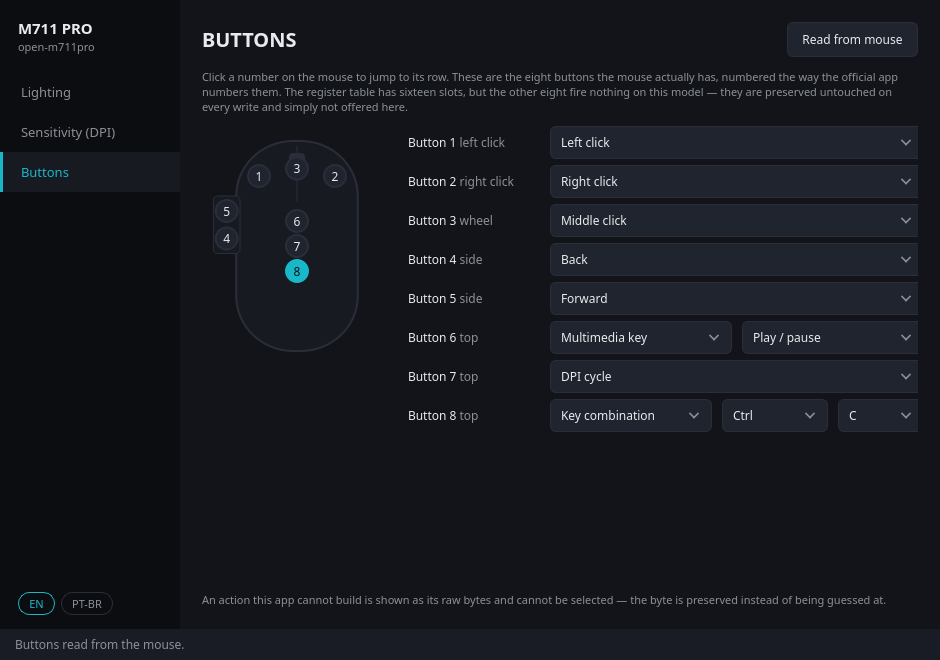 M711 PRO
open-m711pro
Lighting
Sensitivity (DPI)
Buttons
EN
PT-BR
BUTTONS
Read from mouse
Click a number on the mouse to jump to its row. These are the eight buttons the mouse actually has, numbered the way the official app
numbers them. The register table has sixteen slots, but the other eight fire nothing on this model — they are preserved untouched on
every write and simply not offered here.
1
3
2
5
4
6
7
8
Button 1 left click
Left click
Button 2 right click
Right click
Button 3 wheel
Middle click
Button 4 side
Back
Button 5 side
Forward
Button 6 top
Multimedia key
Play / pause
Button 7 top
DPI cycle
Button 8 top
Key combination
Ctrl
C
An action this app cannot build is shown as its raw bytes and cannot be selected — the byte is preserved instead of being guessed at.
Buttons read from the mouse.